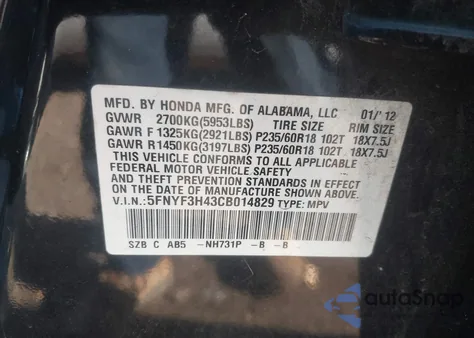 MFD. BY HONDA MFG. OF ALABAMA, LLC 01/'12
GVWR 2700KG(5953LBS) TIRE SIZE RIM SIZE
GAWR F 1325KG(2921LBS) P235/60R18 102T 18X7.5J
GAWR R1450KG(3197LBS) P235/60R18 102T 18X7.5J
THIS VEHICLE CONFORMS TO ALL APPLICABLE
FEDERAL MOTOR VEHICLE SAFETY
THEFT PREVENTION STANDARDS IN EFFECT ON
THE DATE OF MANUFACTURE SHOWN ABOVE.
V.I.N.: 5FNYF3H43CB014829 TYPE: MPV
SZB C AB5 -NH731P -B -B
autoSnap